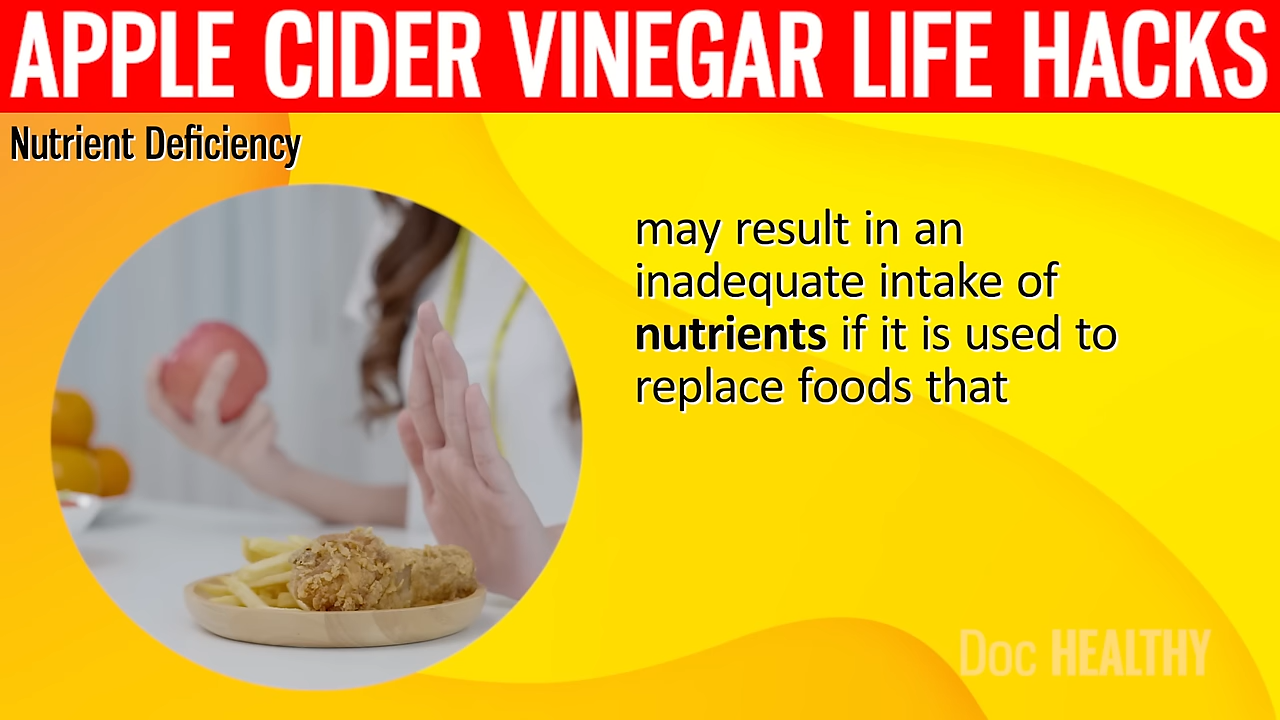 APPLE CIDER VINEGAR LIFE HACKS
Nutrient Deficiency
may result in an
inadequate intake of
nutrients if it is used to
replace foods that
Doc HEALTHY